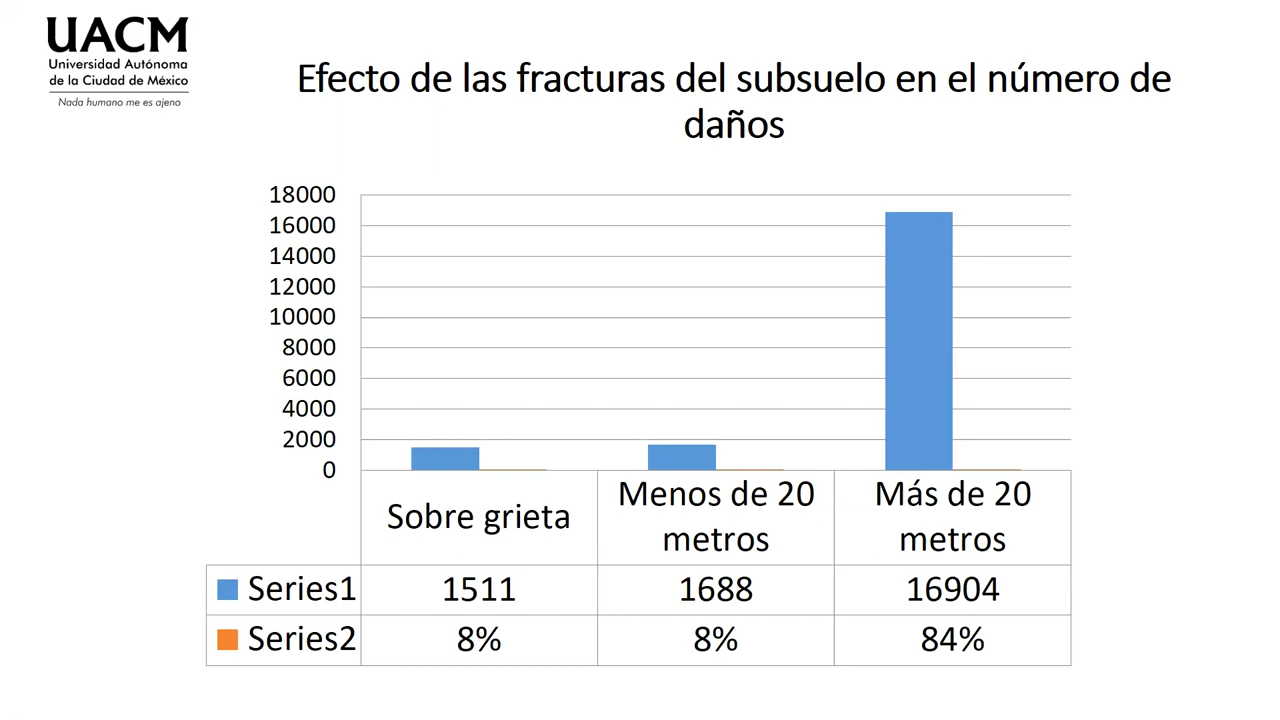 UACM
Universidad Autónoma
de la Ciudad de México
Nada humano me es ajeno
Efecto de las fracturas del subsuelo en el número de
daños
18000
16000
14000
12000
10000
8000
6000
4000
2000
0
Sobre grieta
Menos de 20
metros
Más de 20
metros
Series1 1511 1688 16904
Series2 8% 8% 84%